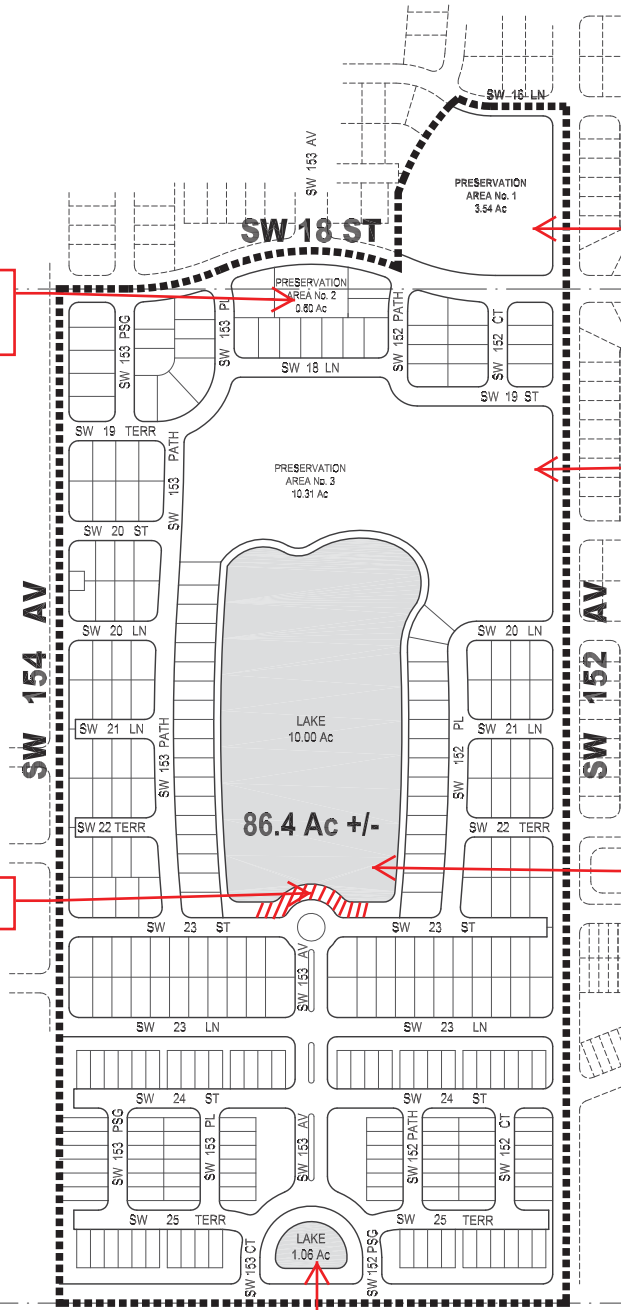 SW 16 LN
SW 153 AV
PRESERVATION
AREA No. 1
3.54 Ac
SW 18 ST
PRESERVATION
AREA No. 2
0.60 Ac
SW 153 PSG
SW 153 PL
SW 152 PATH
SW 152 CT
SW 18 LN
SW 19 ST
SW 19 TERR
SW 153 PATH
PRESERVATION
AREA No. 3
10.31 Ac
SW 20 ST
SW 154 AV
SW 152 AV
SW 20 LN
SW 20 LN
SW 21 LN
SW 153 PATH
LAKE
10.00 Ac
SW 152 PL
SW 21 LN
86.4 Ac +/-
SW 22 TERR
SW 22 TERR
SW 23 ST
SW 23 ST
SW 153 AV
SW 23 LN
SW 23 LN
SW 24 ST
SW 24 ST
SW 153 PSG
SW 153 PL
SW 153 AV
SW 152 PATH
SW 152 CT
SW 25 TERR
SW 25 TERR
SW 153 CT
LAKE
1.06 Ac
SW 152 PSG